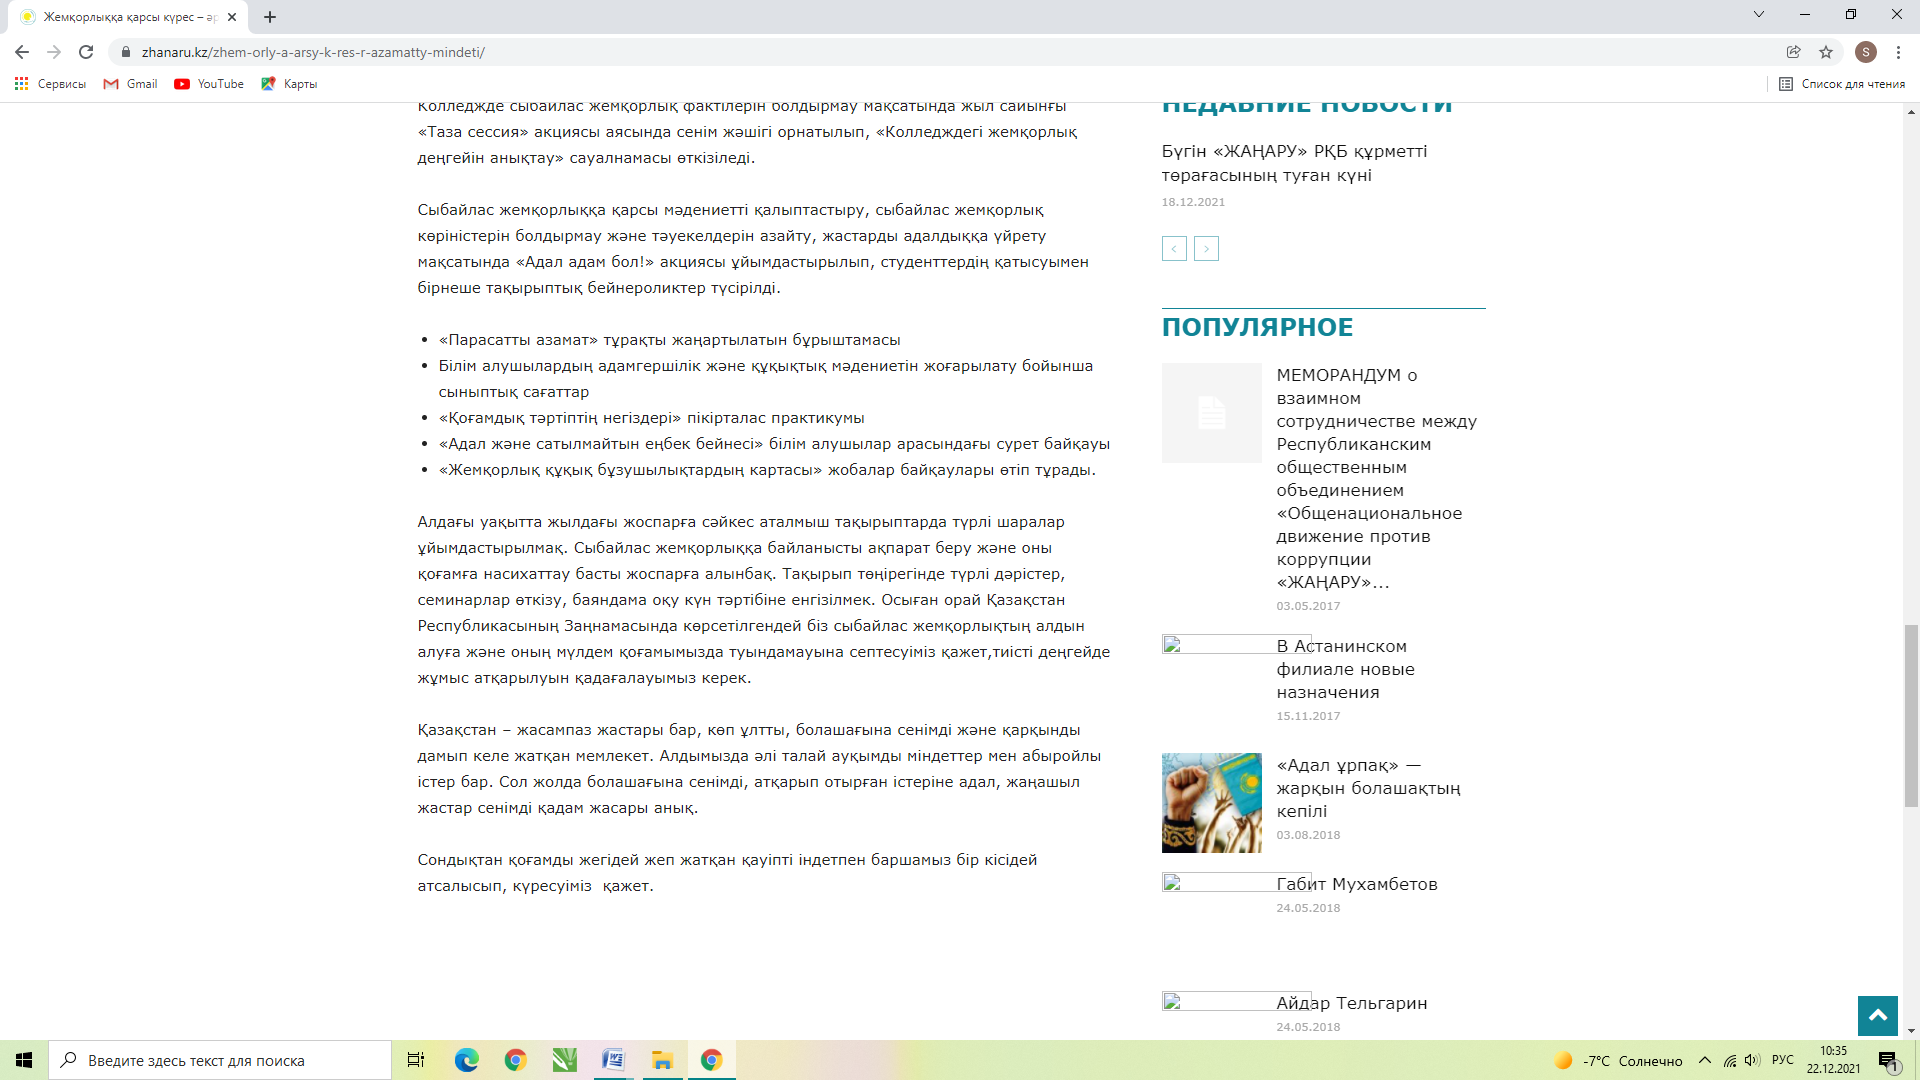 Жемқорлыққа қарсы күрес – әр
zhanaru.kz/zhem-orly-a-arsy-k-res-r-azamatty-mindeti/
S
Сервисы
Gmail
YouTube
Карты
Список для чтения
Колледжде сыбайлас жемқорлық фактілерін болдырмау мақсатында жыл сайынғы
«Таза сессия» акциясы аясында сенім жәшігі орнатылып, «Колледждегі жемқорлық
деңгейін анықтау» сауалнамасы өткізіледі.
Сыбайлас жемқорлыққа қарсы мәдениетті қалыптастыру, сыбайлас жемқорлық
көріністерін болдырмау және тәуекелдерін азайту, жастарды адалдыққа үйрету
мақсатында «Адал адам бол!» акциясы ұйымдастырылып, студенттердің қатысуымен
бірнеше тақырыптық бейнероликтер түсірілді.
• «Парасатты азамат» тұрақты жаңартылатын бұрыштамасы
• Білім алушылардың адамгершілік және құқықтық мәдениетін жоғарылату бойынша
сыныптық сағаттар
• «Қоғамдық тәртіптің негіздері» пікірталас практикумы
• «Адал және сатылмайтын еңбек бейнесі» білім алушылар арасындағы сурет байқауы
• «Жемқорлық құқық бұзушылықтардың картасы» жобалар байқаулары өтіп тұрады.
Алдағы уақытта жылдағы жоспарға сәйкес аталмыш тақырыптарда түрлі шаралар
ұйымдастырылмақ. Сыбайлас жемқорлыққа байланысты ақпарат беру және оны
қоғамға насихаттау басты жоспарға алынбақ. Тақырып төңірегінде түрлі дәрістер,
семинарлар өткізу, баяндама оқу күн тәртібіне енгізілмек. Осыған орай Қазақстан
Республикасының Заңнамасында көрсетілгендей біз сыбайлас жемқорлықтың алдын
алуға және оның мүлдем қоғамымызда туындамауына септесуіміз қажет,тиісті деңгейде
жұмыс атқарылуын қадағалауымыз керек.
Қазақстан – жасампаз жастары бар, көп ұлтты, болашағына сенімді және қарқынды
дамып келе жатқан мемлекет. Алдымызда әлі талай ауқымды міндеттер мен абыройлы
істер бар. Сол жолда болашағына сенімді, атқарып отырған істеріне адал, жаңашыл
жастар сенімді қадам жасары анық.
Сондықтан қоғамды жегідей жеп жатқан қауіпті індетпен баршамыз бір кісідей
атсалысып, күресуіміз  қажет.
НЕДАВНИЕ НОВОСТИ
Бүгін «ЖАҢАРУ» РҚБ құрметті
төрағасының туған күні
18.12.2021
ПОПУЛЯРНОЕ
МЕМОРАНДУМ о
взаимном
сотрудничестве между
Республиканским
общественным
объединением
«Общенациональное
движение против
коррупции
«ЖАҢАРУ»...
03.05.2017
В Астанинском
филиале новые
назначения
15.11.2017
«Адал ұрпақ» —
жарқын болашақтың
кепілі
03.08.2018
Габит Мухамбетов
24.05.2018
Айдар Тельгарин
24.05.2018
Введите здесь текст для поиска
-7°C Солнечно
РУС
10:35
22.12.2021
1